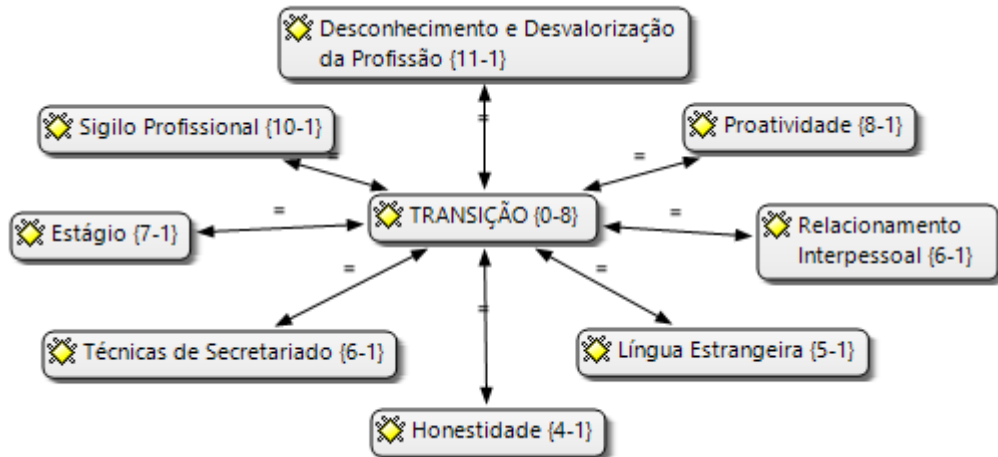 Desconhecimento e Desvalorização
da Profissão {11-1}
Sigilo Profissional {10-1}
=
Proatividade {8-1}
=
=
TRANSIÇÃO {0-8}
Estágio {7-1}
=
=
Relacionamento
Interpessoal {6-1}
=
=
=
Técnicas de Secretariado {6-1}
Língua Estrangeira {5-1}
Honestidade {4-1}